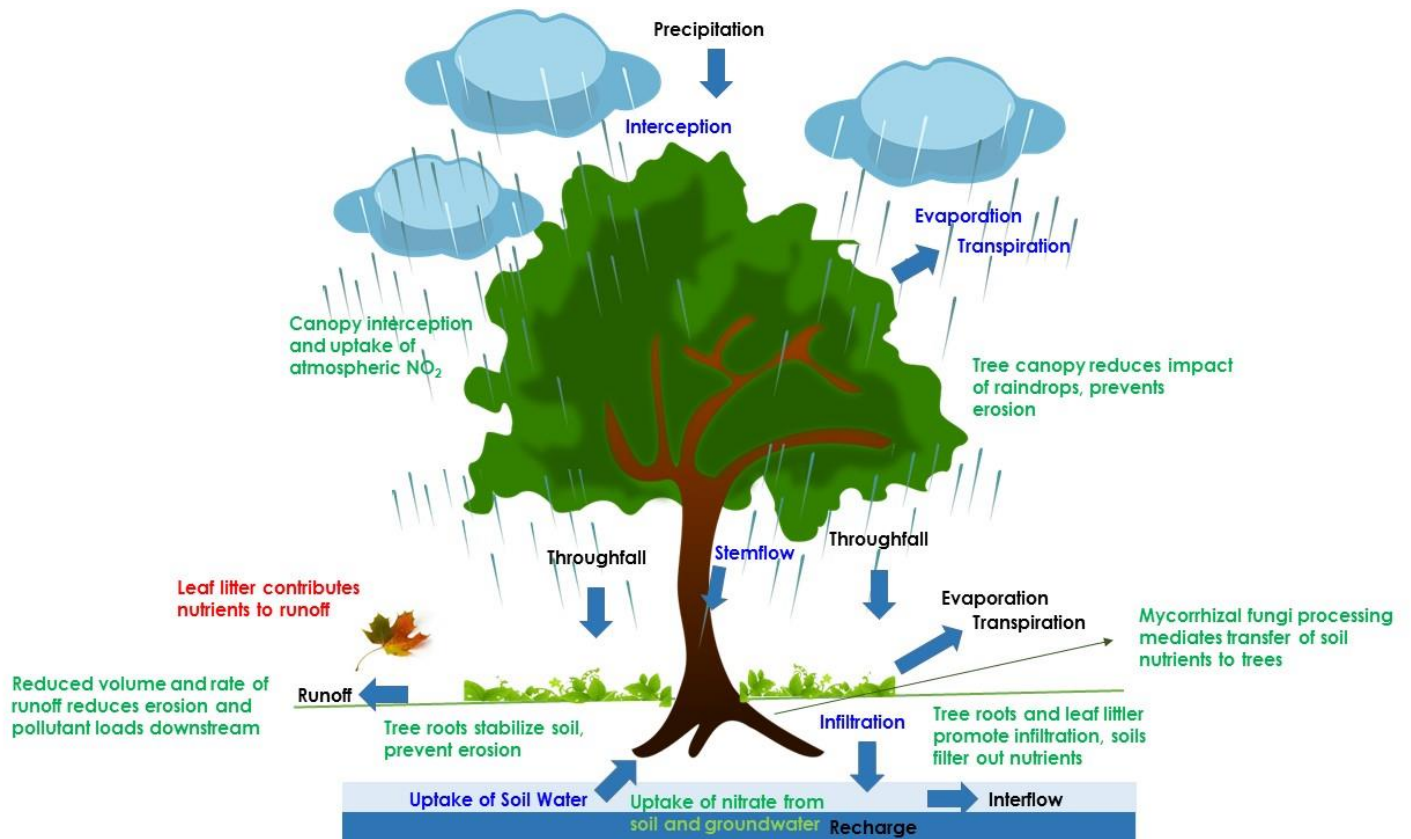 Precipitation
Interception
Evaporation
Transpiration
Canopy interception
and uptake of
atmospheric NO₂
Tree canopy reduces impact
of raindrops, prevents
erosion
Throughfall
Stemflow
Throughfall
Leaf litter contributes
nutrients to runoff
Evaporation
Transpiration
Mycorrhizal fungi processing
mediates transfer of soil
nutrients to trees
Reduced volume and rate of
runoff reduces erosion and
pollutant loads downstream
Runoff
Tree roots stabilize soil,
prevent erosion
Infiltration
Tree roots and leaf littler
promote infiltration, soils
filter out nutrients
Uptake of Soil Water
Uptake of nitrate from
soil and groundwater
Interflow
Recharge